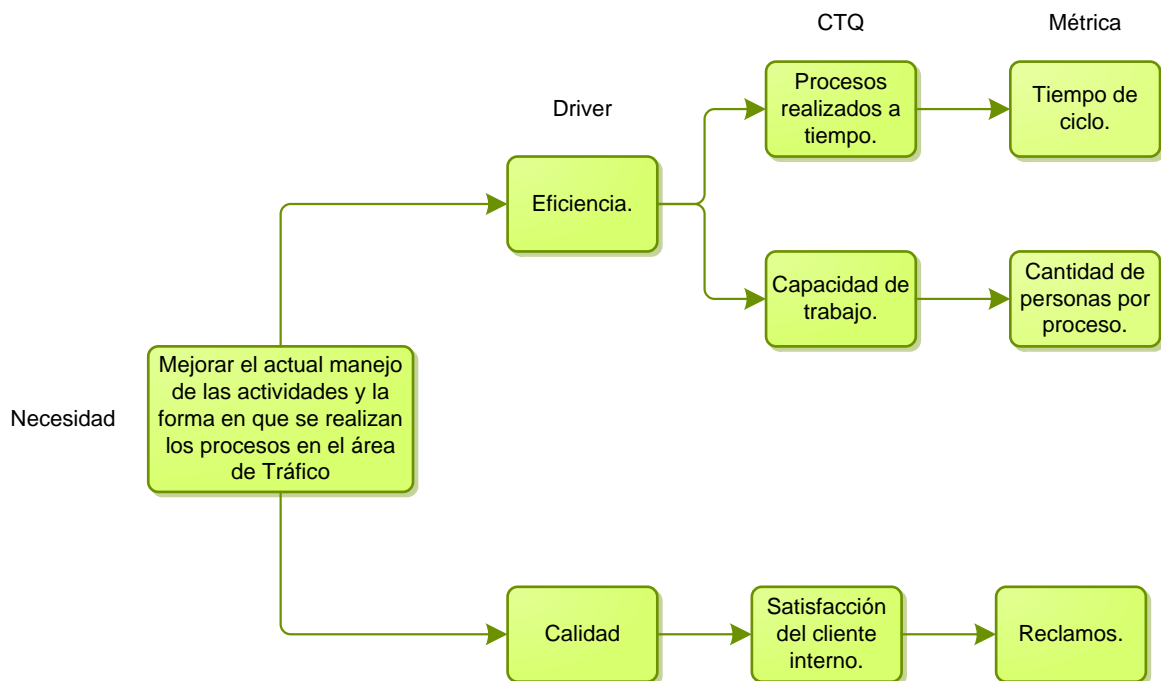 CTQ
Métrica
Procesos
realizados a
tiempo.
Tiempo de
ciclo.
Driver
Eficiencia.
Capacidad de
trabajo.
Cantidad de
personas por
proceso.
Necesidad
Mejorar el actual manejo
de las actividades y la
forma en que se realizan
los procesos en el área
de Tráfico
Calidad
Satisfacción
del cliente
interno.
Reclamos.